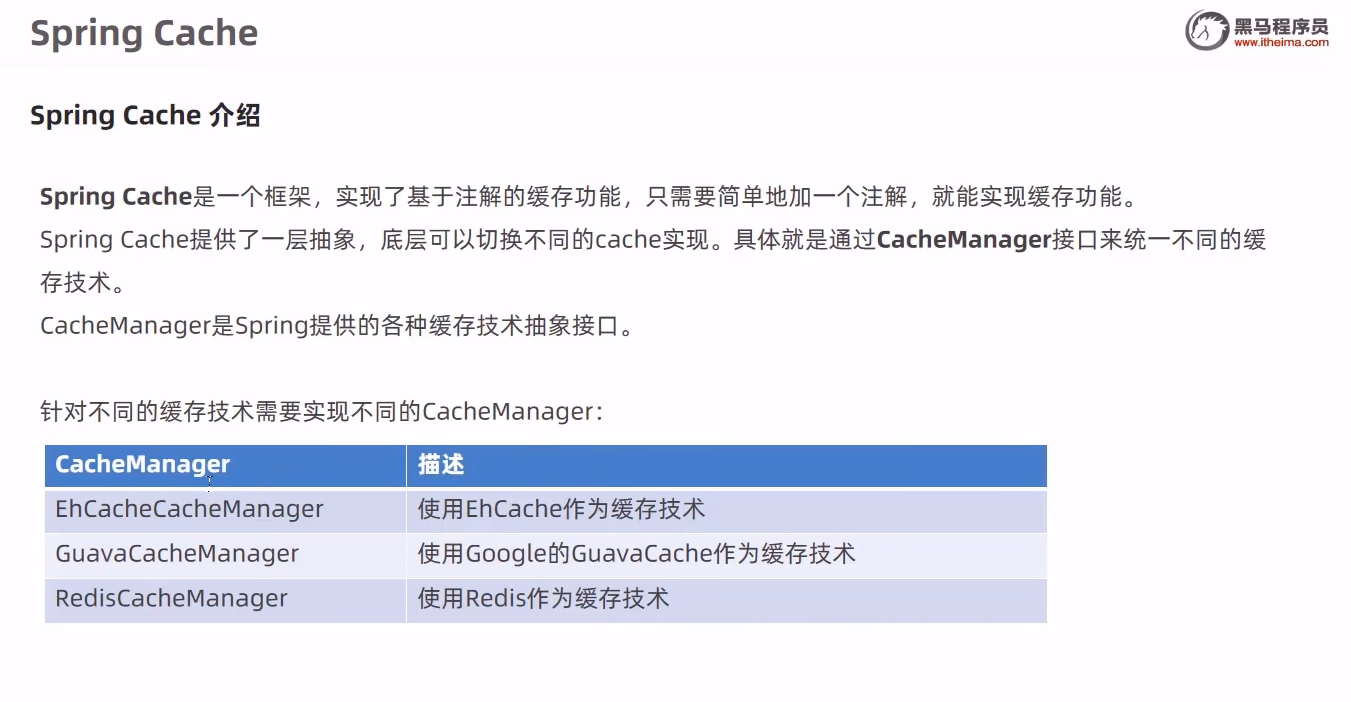 Spring Cache
黑马程序员
www.itheima.com
Spring Cache 介绍
Spring Cache是一个框架，实现了基于注解的缓存功能，只需要简单地加一个注解，就能实现缓存功能。
Spring Cache提供了一层抽象，底层可以切换不同的cache实现。具体就是通过CacheManager接口来统一不同的缓
存技术。
CacheManager是Spring提供的各种缓存技术抽象接口。
针对不同的缓存技术需要实现不同的CacheManager：
CacheManager 描述
EhCacheCacheManager 使用EhCache作为缓存技术
GuavaCacheManager 使用Google的GuavaCache作为缓存技术
RedisCacheManager 使用Redis作为缓存技术